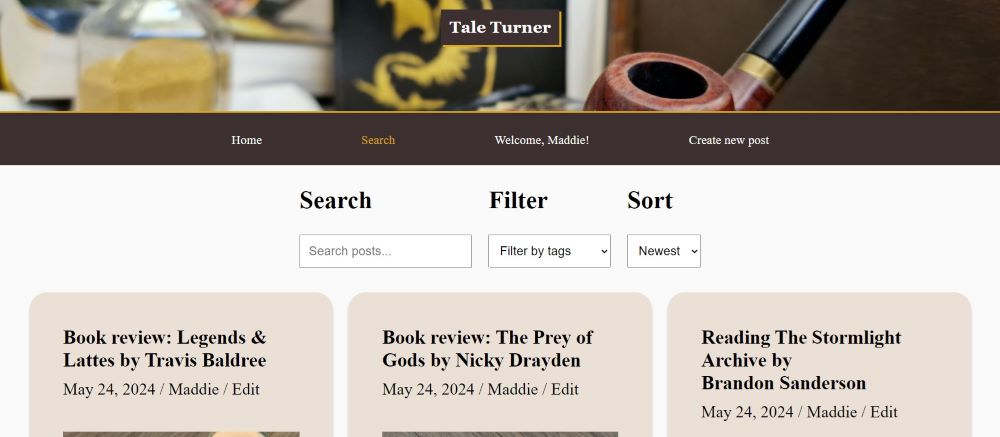 Tale Turner
Home
Search
Welcome, Maddie!
Create new post
Search
Filter
Sort
Search posts...
Filter by tags
Newest
Book review: Legends &
Lattes by Travis Baldree
May 24, 2024 / Maddie / Edit
Book review: The Prey of
Gods by Nicky Drayden
May 24, 2024 / Maddie / Edit
Reading The Stormlight
Archive by
Brandon Sanderson
May 24, 2024 / Maddie / Edit